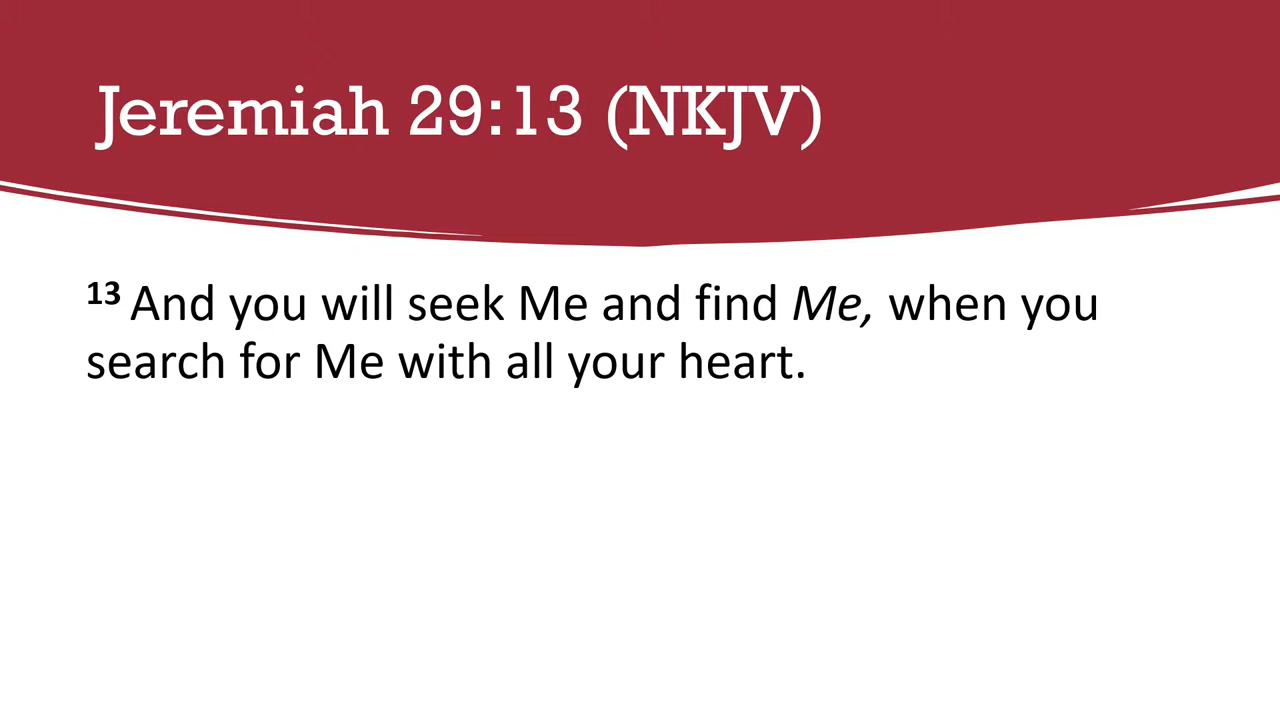 Jeremiah 29:13 (NKJV)
13 And you will seek Me and find Me, when you
search for Me with all your heart.